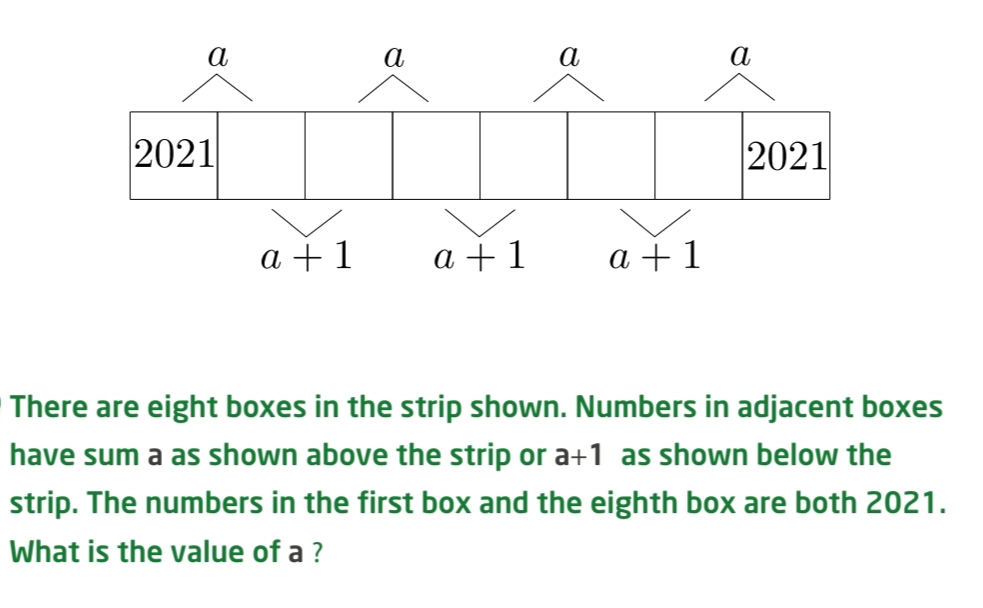 a a a a
2021 2021
a + 1 a + 1 a + 1
There are eight boxes in the strip shown. Numbers in adjacent boxes
have sum a as shown above the strip or a+1 as shown below the
strip. The numbers in the first box and the eighth box are both 2021.
What is the value of a ?